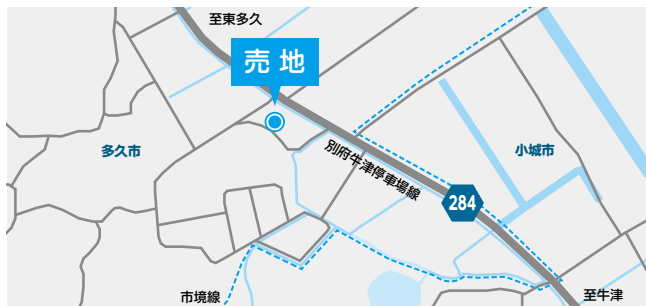 至東多久
売地
多久市
別府牛津停車場線
小城市
284
市境線
至牛津